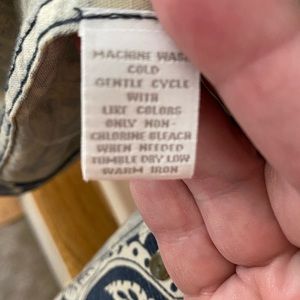 MACHINE WASH
COLD
GENTLE CYCLE
WITH
LIKE COLORS
ONLY NON-
CHLORINE BLEACH
WHEN NEEDED
TUMBLE DRY LOW
WARM IRON